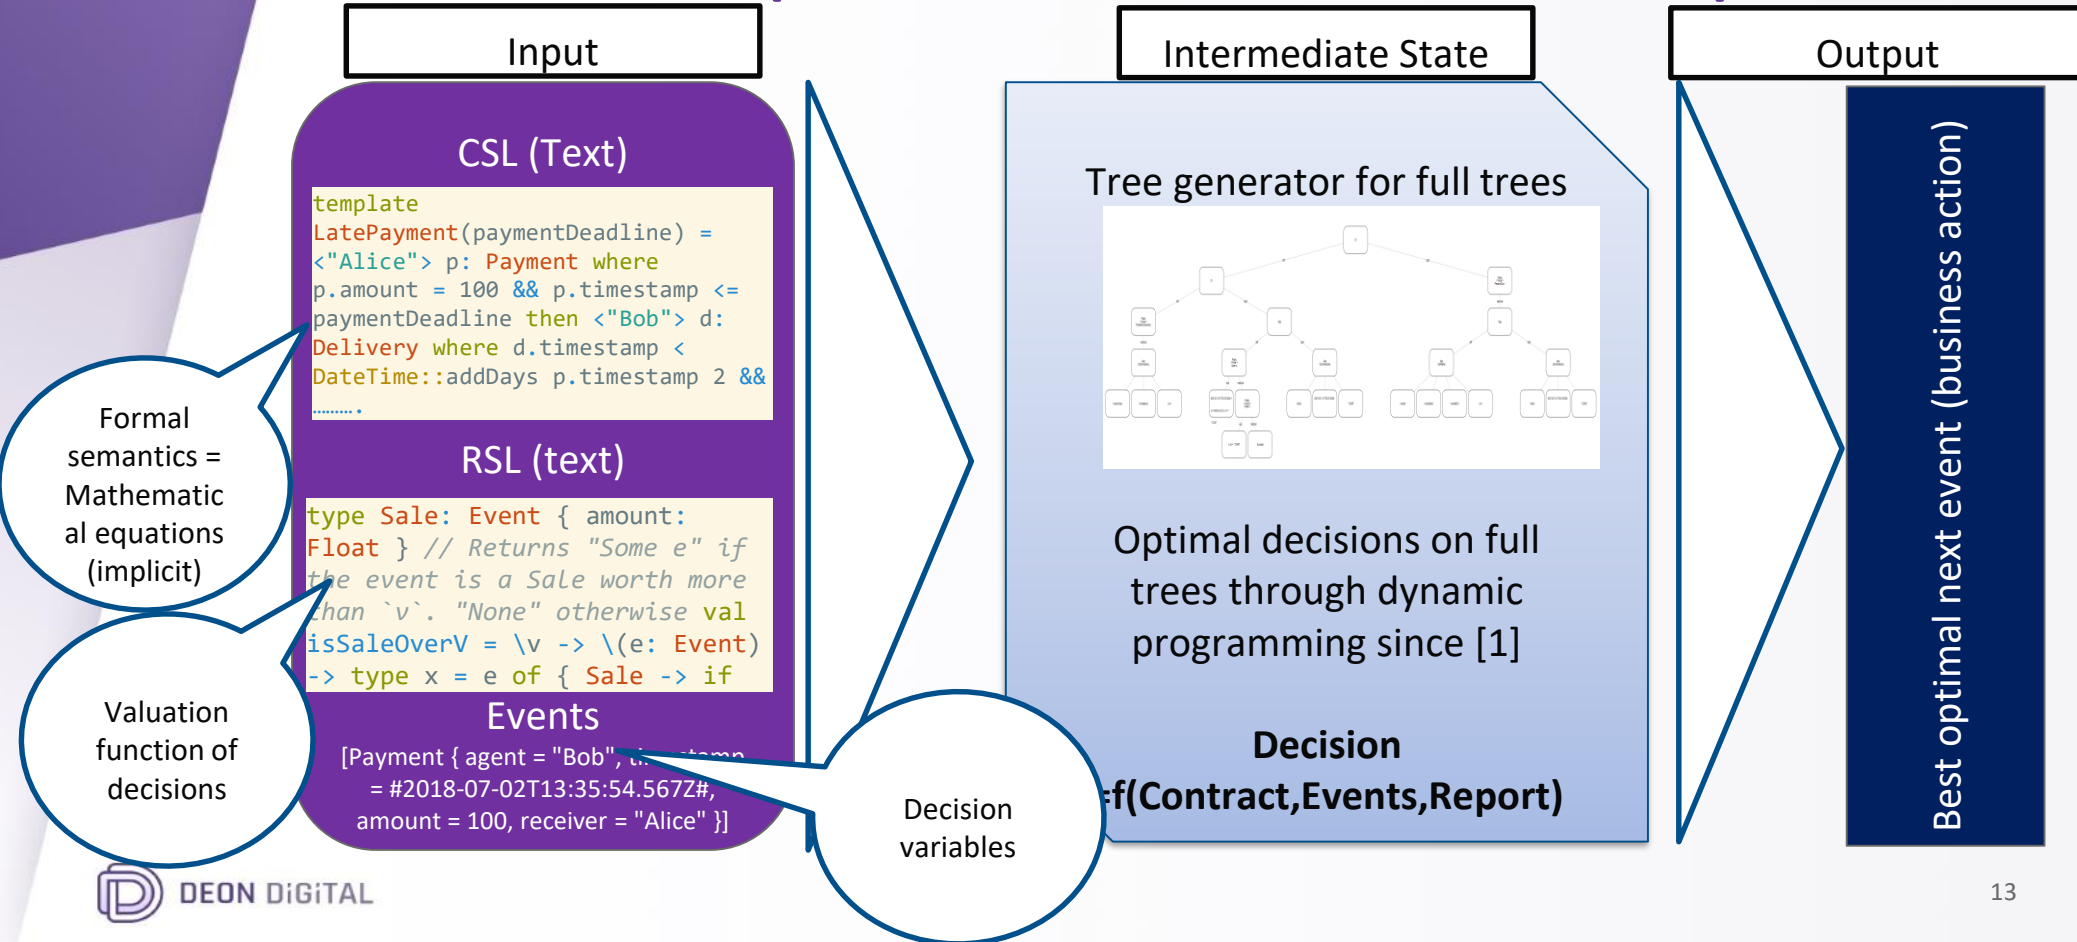 Input
Intermediate State
Output
CSL (Text)
template
LatePayment(paymentDeadline) =
<"Alice"> p: Payment where
p.amount = 100 && p.timestamp <=
paymentDeadline then <"Bob"> d:
Delivery where d.timestamp <
DateTime::addDays p.timestamp 2 &&
……….
RSL (text)
type Sale: Event { amount:
Float } // Returns "Some e" if
the event is a Sale worth more
than `v`. "None" otherwise val
isSaleOverV = \v -> \(e: Event)
-> type x = e of { Sale -> if
Events
[Payment { agent = "Bob", timestamp
= #2018-07-02T13:35:54.567Z#,
amount = 100, receiver = "Alice" }]
Formal
semantics =
Mathematic
al equations
(implicit)
Valuation
function of
decisions
Decision
variables
Tree generator for full trees
Optimal decisions on full
trees through dynamic
programming since [1]
Decision
=f(Contract,Events,Report)
Best optimal next event (business action)
DEON DiGiTAL
13